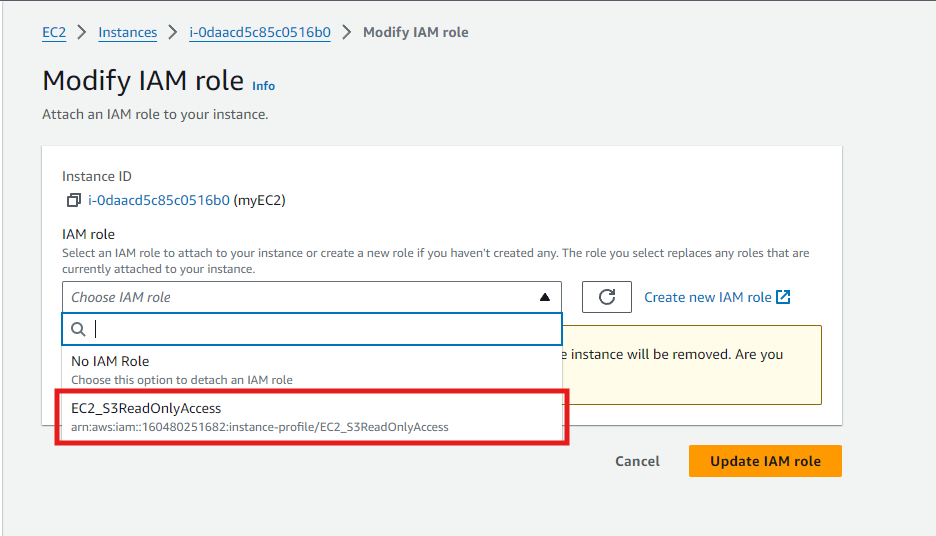 EC2 > Instances > i-0daacd5c85c0516b0 > Modify IAM role
Modify IAM role Info
Attach an IAM role to your instance.
Instance ID
i-0daacd5c85c0516b0 (myEC2)
IAM role
Select an IAM role to attach to your instance or create a new role if you haven't created any. The role you select replaces any roles that are
currently attached to your instance.
Choose IAM role
Create new IAM role
No IAM Role
Choose this option to detach an IAM role
e instance will be removed. Are you
EC2_S3ReadOnlyAccess
arn:aws:iam::160480251682:instance-profile/EC2_S3ReadOnlyAccess
Cancel
Update IAM role